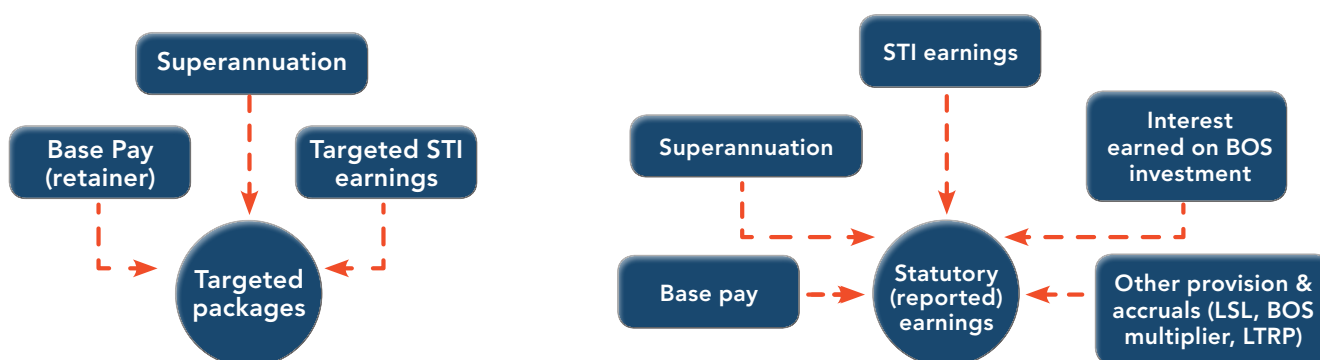 Superannuation
Base Pay
(retainer)
Targeted STI
earnings
Targeted
packages
STI earnings
Superannuation
Interest
earned on BOS
investment
Base pay
Statutory
(reported)
earnings
Other provision &
accruals (LSL, BOS
multiplier, LTRP)